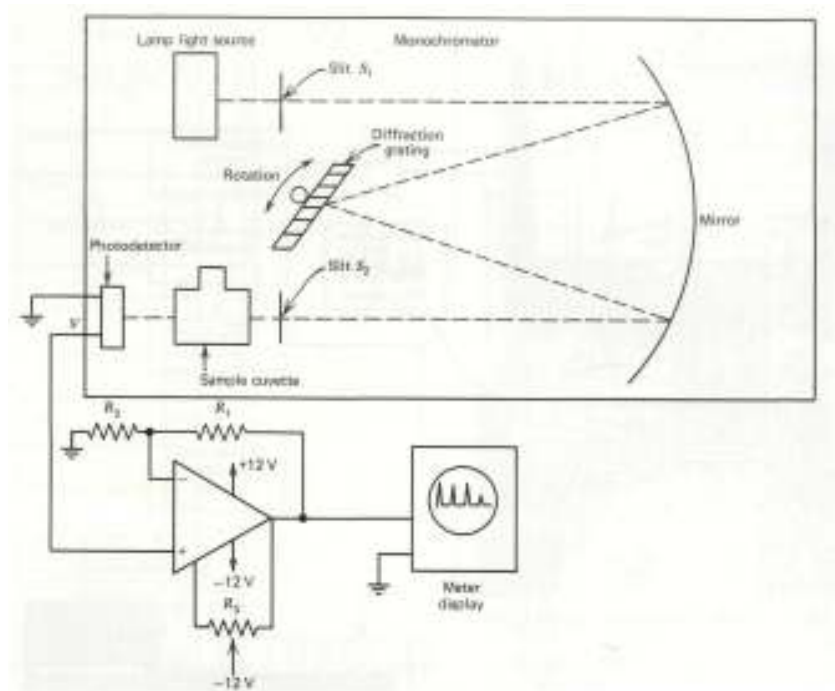 Lamp light source
Monochromator
Slit S₁
Diffraction
grating
Rotation
Mirror
Photodetector
Slit S₂
V
Sample cuvette
R₂
R₁
+12 V
−
+
−12 V
R₃
−12 V
Meter
display